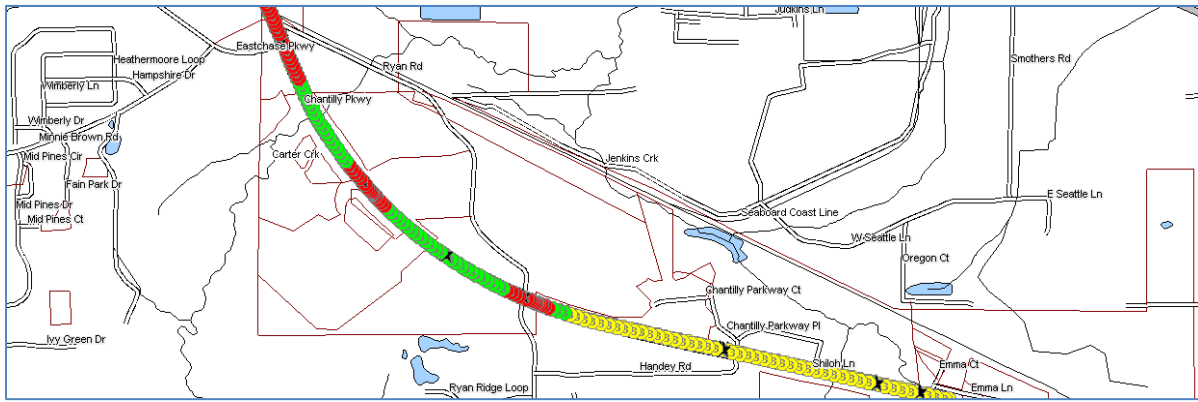 Judkins Ln
Eastchase Pkwy
Heathermoore Loop
Smothers Rd
Ryan Rd
Hampshire Dr
Wimberly Ln
Chantilly Pkwy
Wimberly Dr
Minnie Brown Rd
Mid Pines Cir
Carter Crk
Jenkins Crk
Fain Park Dr
E Seattle Ln
Mid Pines Dr
Seaboard Coast Line
Mid Pines Ct
W Seattle Ln
Oregon Ct
Chantilly Parkway Ct
Chantilly Parkway Pl
Ivy Green Dr
Shiloh Ln
Emma Ct
Handey Rd
Ryan Ridge Loop
Emma Ln